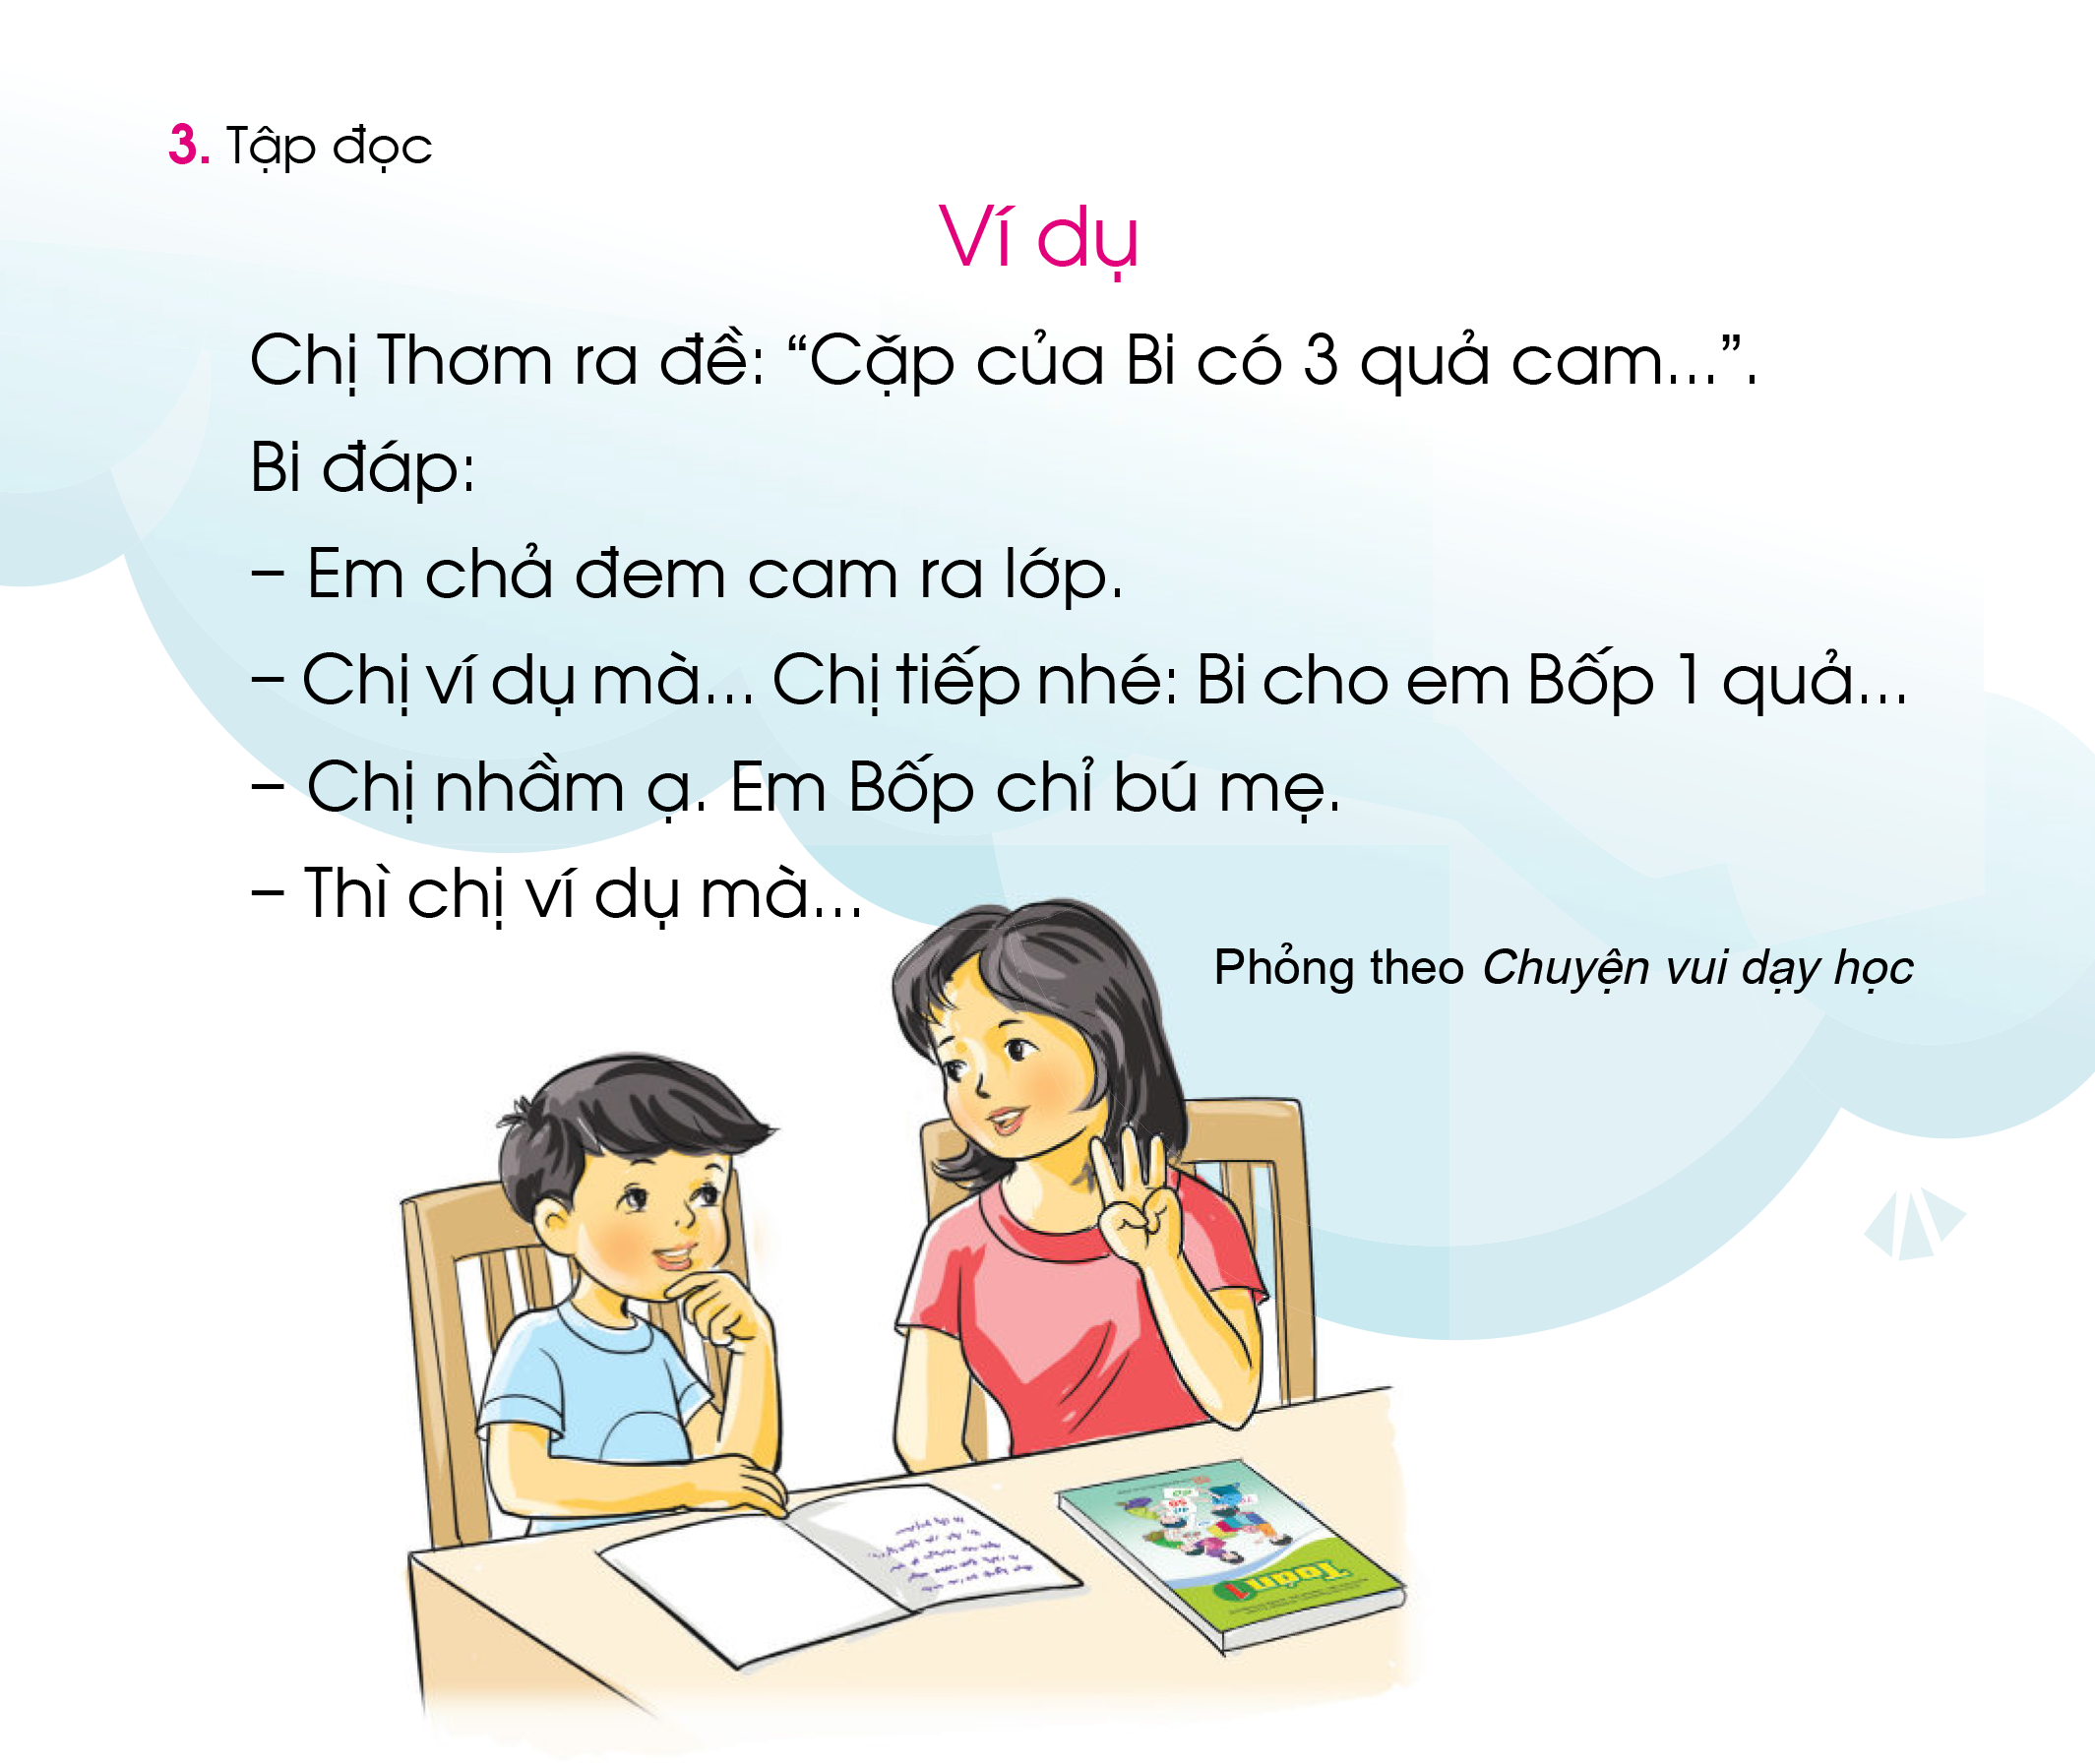 3. Tập đọc
Ví dụ
Chị Thơm ra đề: “Cặp của Bi có 3 quả cam...”.
Bi đáp:
– Em chả đem cam ra lớp.
– Chị ví dụ mà... Chị tiếp nhé: Bi cho em Bốp 1 quả...
– Chị nhầm ạ. Em Bốp chỉ bú mẹ.
– Thì chị ví dụ mà...
Phỏng theo Chuyện vui dạy học
Toán 1